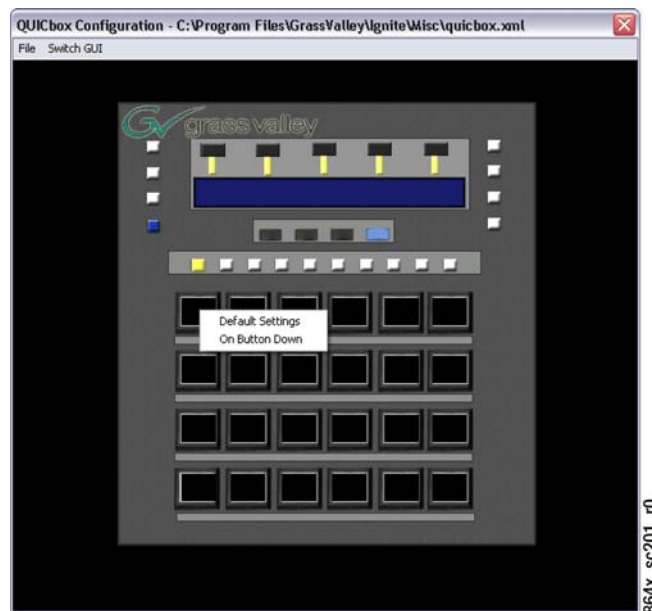 QUICbox Configuration - C:\Program Files\GrassValley\Ignite\Misc\quicbox.xml
File Switch GUI
grass valley
Default Settings
On Button Down
864x_sc201_r0